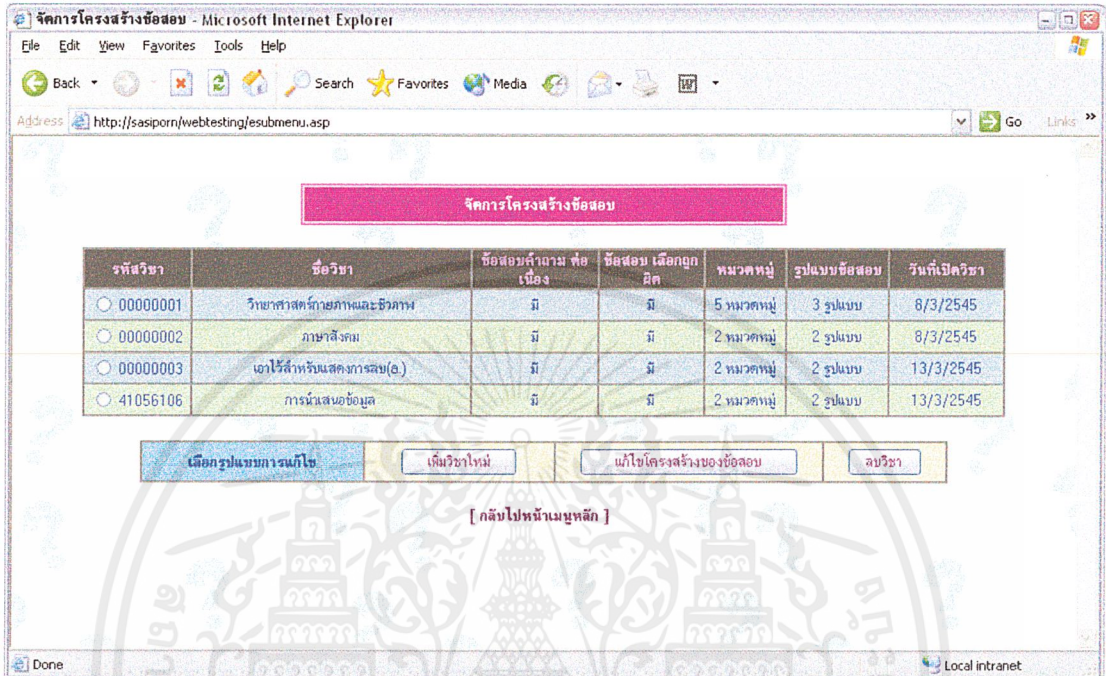 จัดการโครงสร้างข้อสอบ - Microsoft Internet Explorer
File Edit View Favorites Tools Help
Back Search Favorites Media
Address http://sasiporn/webtesting/esubmenu.asp Go Links »
จัดการโครงสร้างข้อสอบ
รหัสวิชา ชื่อวิชา ข้อสอบคำถาม ต่อ ข้อสอบ เลือกถูก หมวดหมู่ รูปแบบข้อสอบ วันที่เปิดวิชา
เนื่อง ผิด
00000001 วิทยาศาสตร์กายภาพและชีวภาพ มี มี 5 หมวดหมู่ 3 รูปแบบ 8/3/2545
00000002 ภาษาสังคม มี มี 2 หมวดหมู่ 2 รูปแบบ 8/3/2545
00000003 เอาไว้สำหรับแสดงการลบ(อ.) มี มี 2 หมวดหมู่ 2 รูปแบบ 13/3/2545
41056106 การนำเสนอข้อมูล มี มี 2 หมวดหมู่ 2 รูปแบบ 13/3/2545
เลือกรูปแบบการแก้ไข เพิ่มวิชาใหม่ แก้ไขโครงสร้างของข้อสอบ ลบวิชา
[ กลับไปหน้าเมนูหลัก ]
Done Local intranet